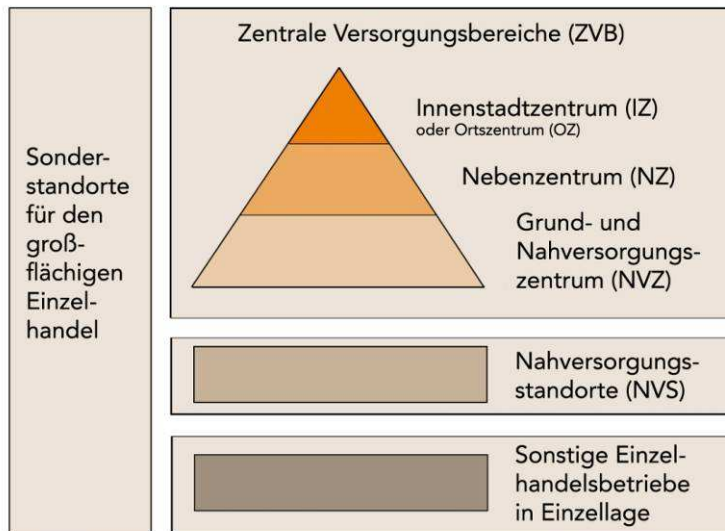 Sonder-
standorte
für den
groß-
flächigen
Einzel-
handel
Zentrale Versorgungsbereiche (ZVB)
Innenstadtzentrum (IZ)
oder Ortszentrum (OZ)
Nebenzentrum (NZ)
Grund- und
Nahversorgungs-
zentrum (NVZ)
Nahversorgungs-
standorte (NVS)
Sonstige Einzel-
handelsbetriebe
in Einzellage